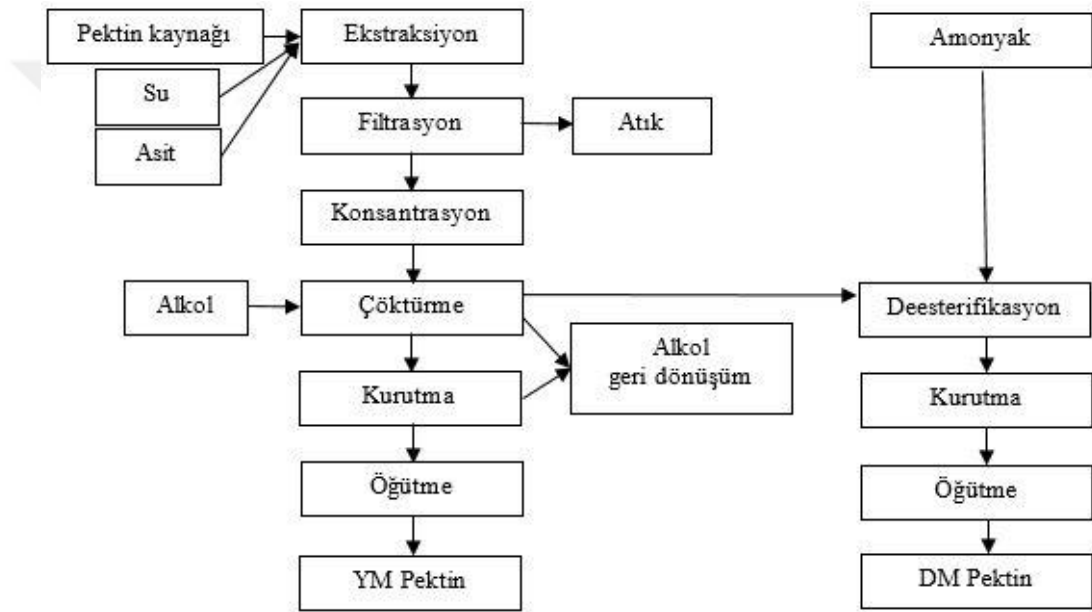 Pektin kaynağı
Ekstraksiyon
Amonyak
Su
Filtrasyon
Atık
Asit
Konsantrasyon
Alkol
Çöktürme
Deesterifikasyon
Alkol
geri dönüşüm
Kurutma
Kurutma
Öğütme
Öğütme
YM Pektin
DM Pektin